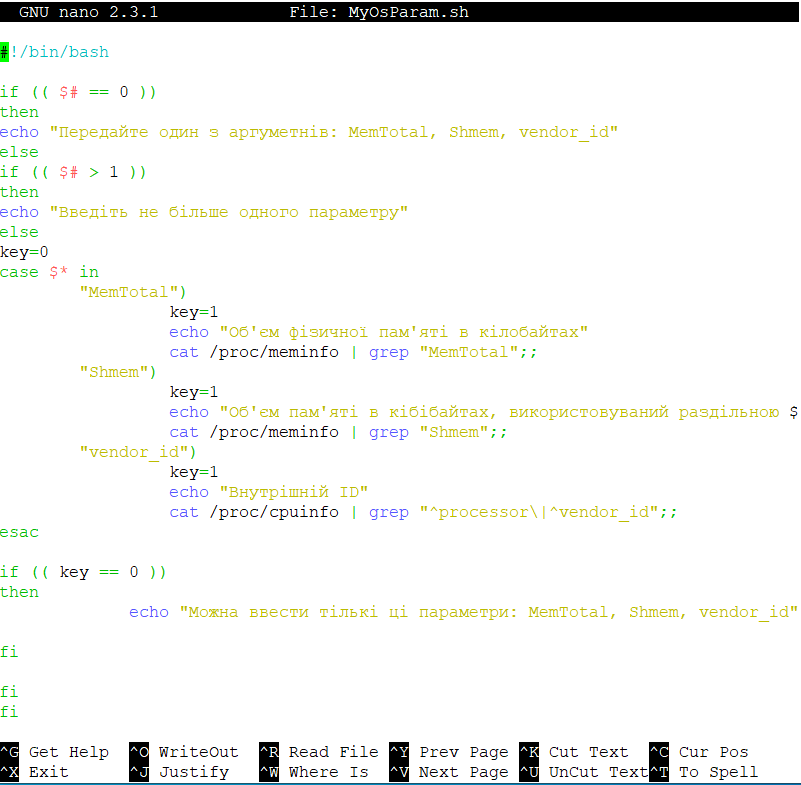 GNU nano 2.3.1 File: MyOsParam.sh
#!/bin/bash
if (( $# == 0 ))
then
echo "Передайте один з аргуметнів: MemTotal, Shmem, vendor_id"
else
if (( $# > 1 ))
then
echo "Введіть не більше одного параметру"
else
key=0
case $* in
"MemTotal")
key=1
echo "Об'єм фізичної пам'яті в кілобайтах"
cat /proc/meminfo | grep "MemTotal";;
"Shmem")
key=1
echo "Об'єм пам'яті в кібібайтах, використовуваний раздільною $
cat /proc/meminfo | grep "Shmem";;
"vendor_id")
key=1
echo "Внутрішній ID"
cat /proc/cpuinfo | grep "^processor\|^vendor_id";;
esac
if (( key == 0 ))
then
echo "Можна ввести тількі ці параметри: MemTotal, Shmem, vendor_id"
fi
fi
fi
^G Get Help ^O WriteOut ^R Read File ^Y Prev Page ^K Cut Text ^C Cur Pos
^X Exit ^J Justify ^W Where Is ^V Next Page ^U UnCut Text ^T To Spell